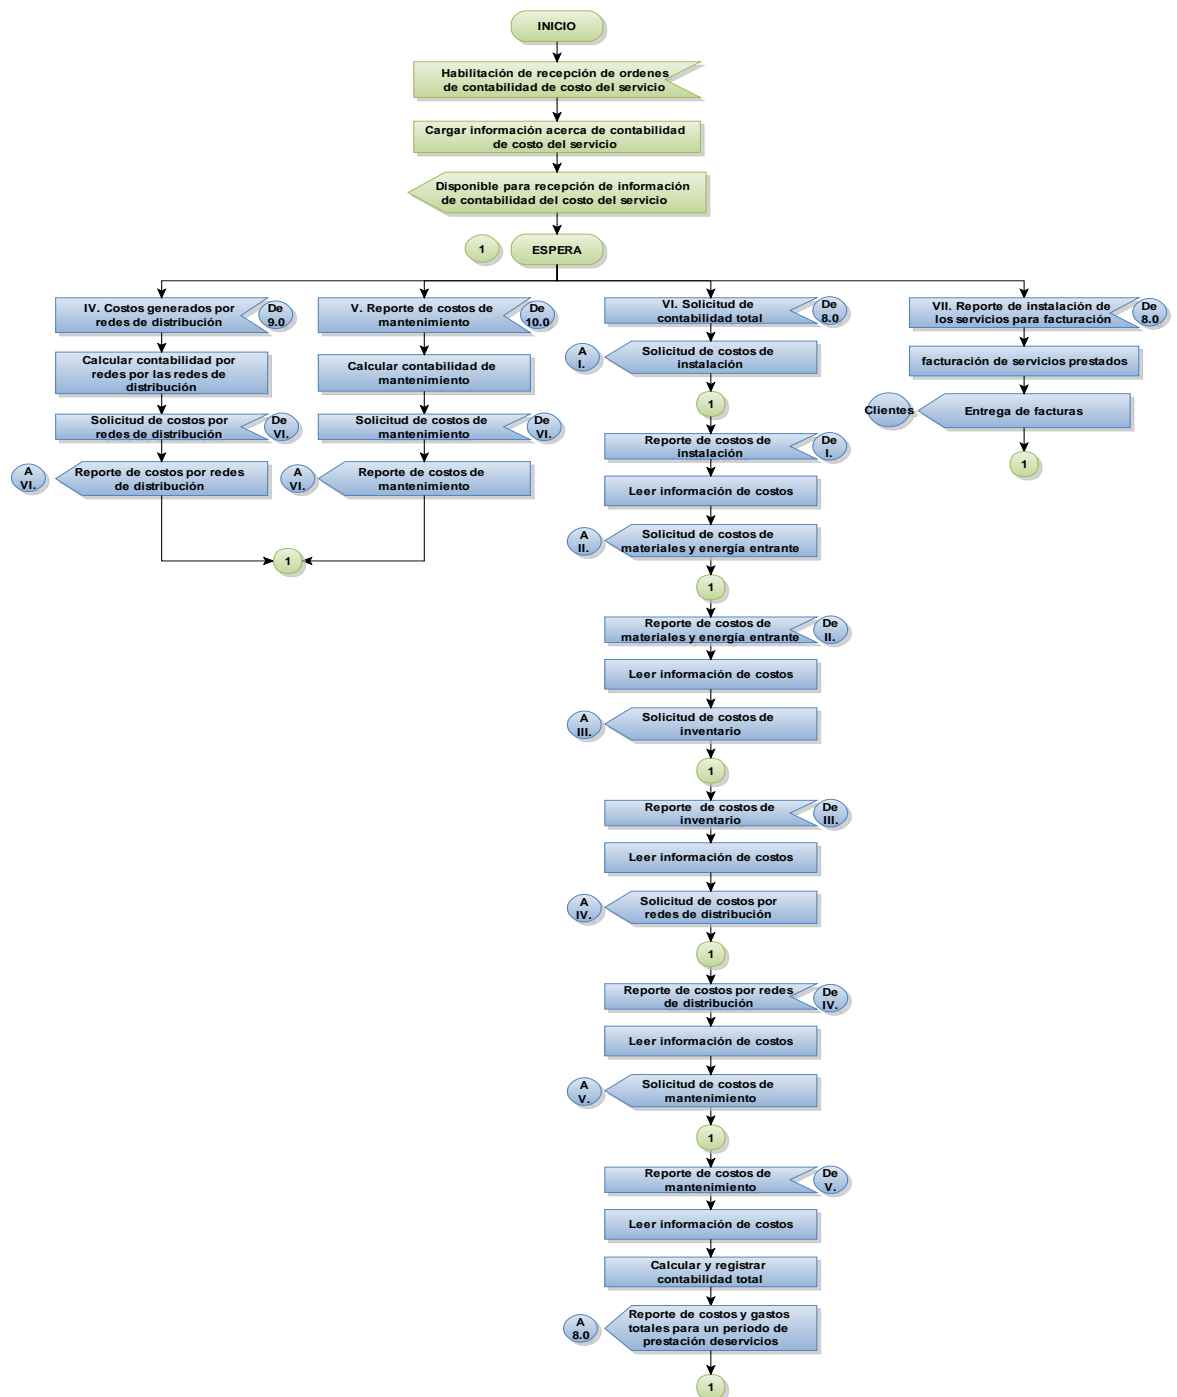 INICIO
Habilitación de recepción de ordenes
de contabilidad de costo del servicio
Cargar información acerca de contabilidad
de costo del servicio
Disponible para recepción de información
de contabilidad del costo del servicio
1
ESPERA
IV. Costos generados por
redes de distribución
De
9.0
Calcular contabilidad por
redes por las redes de
distribución
Solicitud de costos por
redes de distribución
De
VI.
A
VI.
Reporte de costos por redes
de distribución
V. Reporte de costos de
mantenimiento
De
10.0
Calcular contabilidad de
mantenimiento
Solicitud de costos de
mantenimiento
De
VI.
A
VI.
Reporte de costos de
mantenimiento
1
VI. Solicitud de
contabilidad total
De
8.0
A
I.
Solicitud de costos de
instalación
1
Reporte de costos de
instalación
De
I.
Leer información de costos
A
II.
Solicitud de costos de
materiales y energía entrante
1
Reporte de costos de
materiales y energía entrante
De
II.
Leer información de costos
A
III.
Solicitud de costos de
inventario
1
Reporte de costos de
inventario
De
III.
Leer información de costos
A
IV.
Solicitud de costos por
redes de distribución
1
Reporte de costos por redes
de distribución
De
IV.
Leer información de costos
A
V.
Solicitud de costos de
mantenimiento
1
Reporte de costos de
mantenimiento
De
V.
Leer información de costos
Calcular y registrar
contabilidad total
A
8.0
Reporte de costos y gastos
totales para un periodo de
prestación deservicios
1
VII. Reporte de instalación de
los servicios para facturación
De
8.0
facturación de servicios prestados
Clientes
Entrega de facturas
1